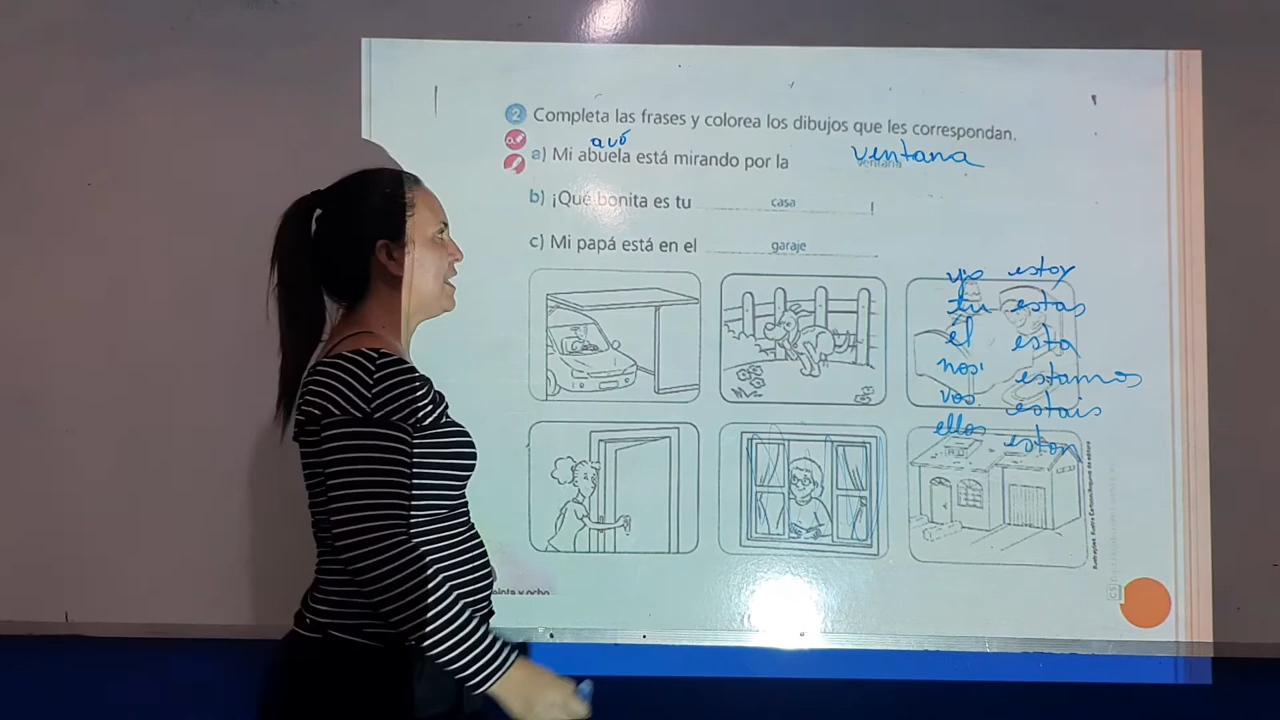 2 Completa las frases y colorea los dibujos que les correspondan.
avó
a) Mi abuela está mirando por la ventana ventana
b) ¡Qué bonita es tu casa !
c) Mi papá está en el garaje .
yo estoy
tu estas
él esta
nos. estamos
vos. estais
ellos eston
y ocho